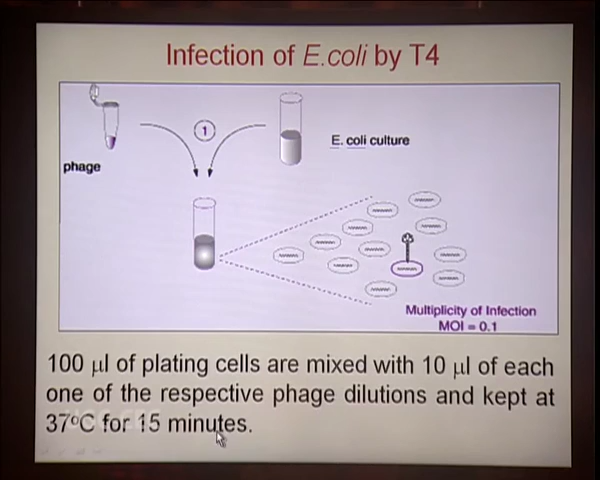 Infection of E.coli by T4
1
phage
E. coli culture
Multiplicity of Infection
MOI = 0.1
100 µl of plating cells are mixed with 10 µl of each
one of the respective phage dilutions and kept at
37°C for 15 minutes.